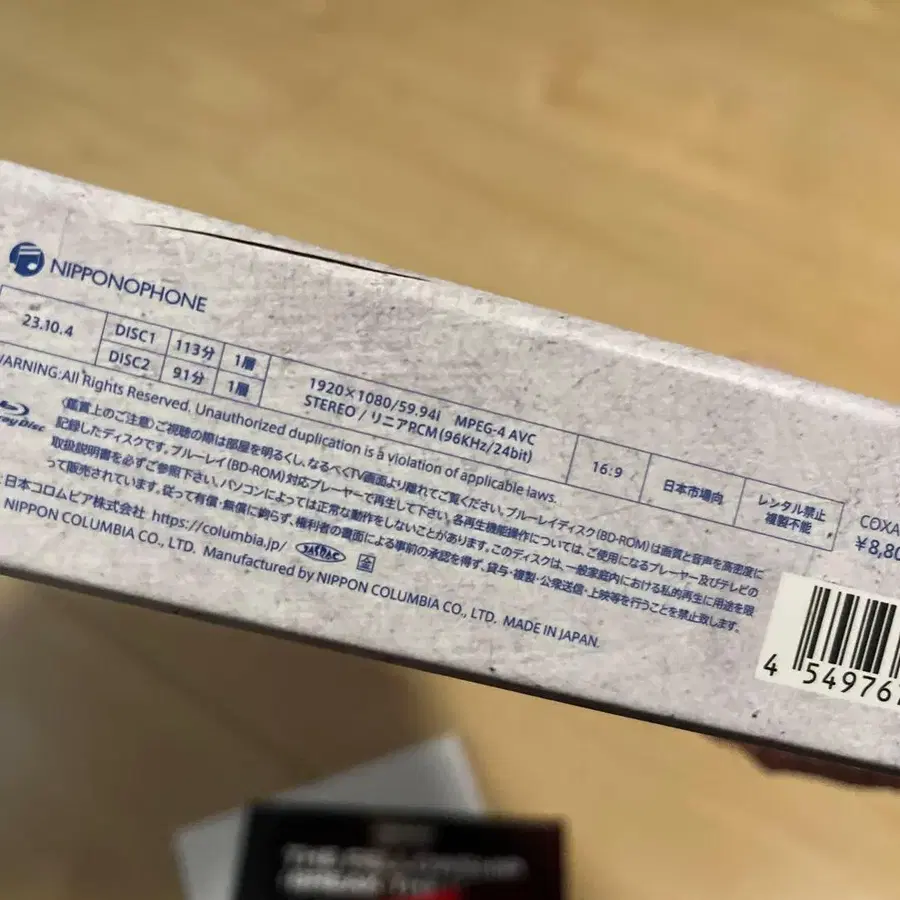 NIPPONOPHONE
23.10.4
DISC1 113分 1層
DISC2 91分 1層
1920×1080/59.94i MPEG-4 AVC
STEREO / リニアPCM(96KHz/24bit)
16:9
日本市場向
レンタル禁止
複製不能
COXA
¥8,80
WARNING:All Rights Reserved. Unauthorized duplication is a violation of applicable laws.
〈鑑賞上のご注意〉ご視聴の際は部屋を明るくし、なるべくTV画面より離れてご覧ください。ブルーレイディスク(BD-ROM)は画質と音声を高密度に
記録したディスクです。ブルーレイ(BD-ROM)対応プレーヤーで再生して下さい。各再生機能操作については、ご使用になるプレーヤー及びテレビの
取扱説明書を必ずご参照下さい。パソコンによっては正常な動作をしないことがあります。このディスクは、一般家庭内における私的再生に用途を限
って販売されています。従って有償・無償に拘らず、権利者の書面による事前の承認を得ず、貸与・複製・公衆送信・上映等を行うことを禁止致します。
日本コロムビア株式会社 https://columbia.jp/ 全
NIPPON COLUMBIA CO., LTD. Manufactured by NIPPON COLUMBIA CO., LTD. MADE IN JAPAN.
4 549767